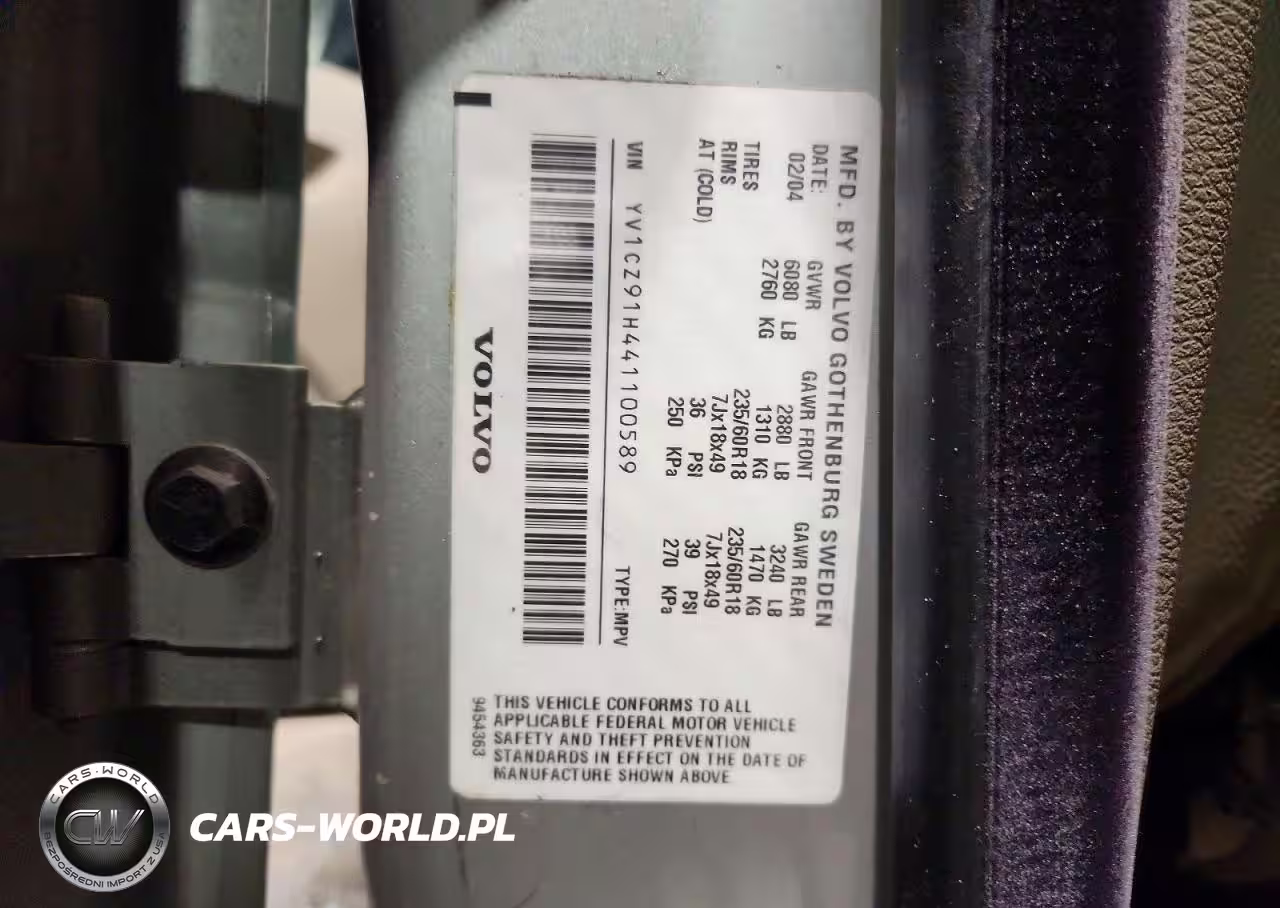 MFD. BY VOLVO GOTHENBURG SWEDEN
DATE: GVWR GAWR FRONT GAWR REAR
02/04 6080 LB 2880 LB 3240 LB
2760 KG 1310 KG 1470 KG
TIRES 235/60R18 235/60R18
RIMS 7Jx18x49 7Jx18x49
AT (COLD) 36 PSI 39 PSI
250 KPa 270 KPa
VIN YV1CZ91H441100589 TYPE:MPV
VOLVO
THIS VEHICLE CONFORMS TO ALL
APPLICABLE FEDERAL MOTOR VEHICLE
SAFETY AND THEFT PREVENTION
STANDARDS IN EFFECT ON THE DATE OF
MANUFACTURE SHOWN ABOVE
9454363
CARS-WORLD
CW
BEZPOŚREDNI IMPORT Z USA
CARS-WORLD.PL